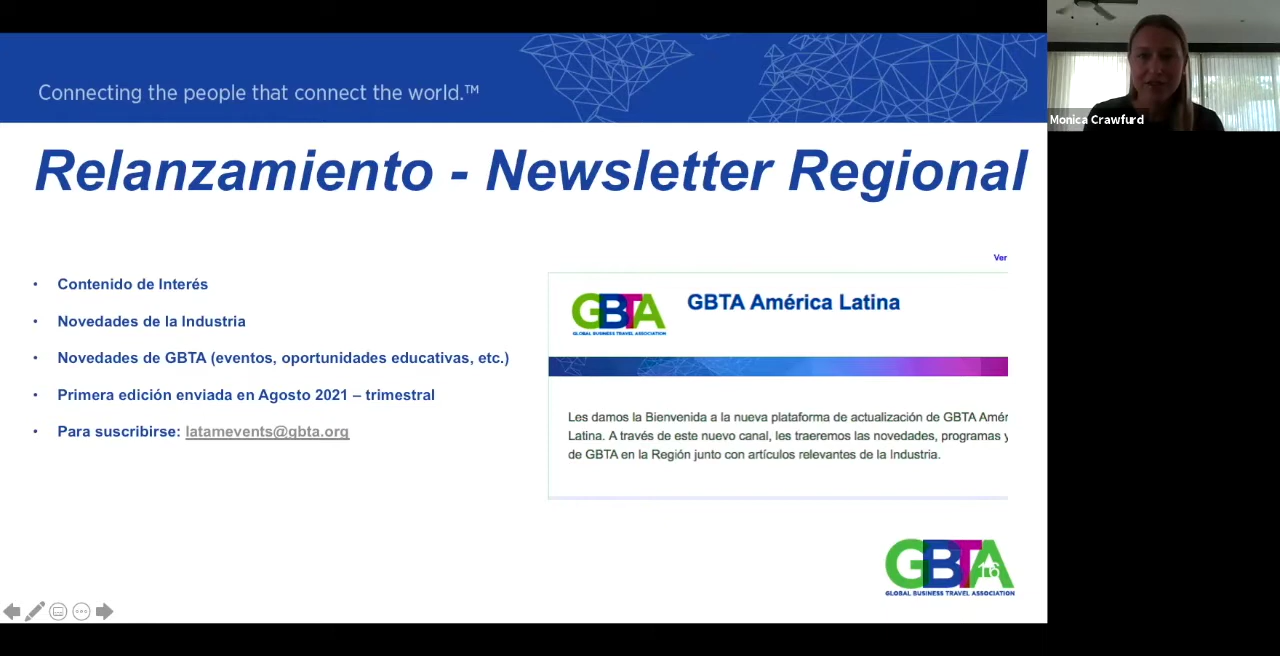 Connecting the people that connect the world.™
Monica Crawfurd
Relanzamiento - Newsletter Regional
Ver
• Contenido de Interés
• Novedades de la Industria
• Novedades de GBTA (eventos, oportunidades educativas, etc.)
• Primera edición enviada en Agosto 2021 – trimestral
• Para suscribirse: latamevents@gbta.org
GBTA
GLOBAL BUSINESS TRAVEL ASSOCIATION
GBTA América Latina
Les damos la Bienvenida a la nueva plataforma de actualización de GBTA Amér
Latina. A través de este nuevo canal, les traeremos las novedades, programas y
de GBTA en la Región junto con artículos relevantes de la Industria.
GBTA
16
GLOBAL BUSINESS TRAVEL ASSOCIATION